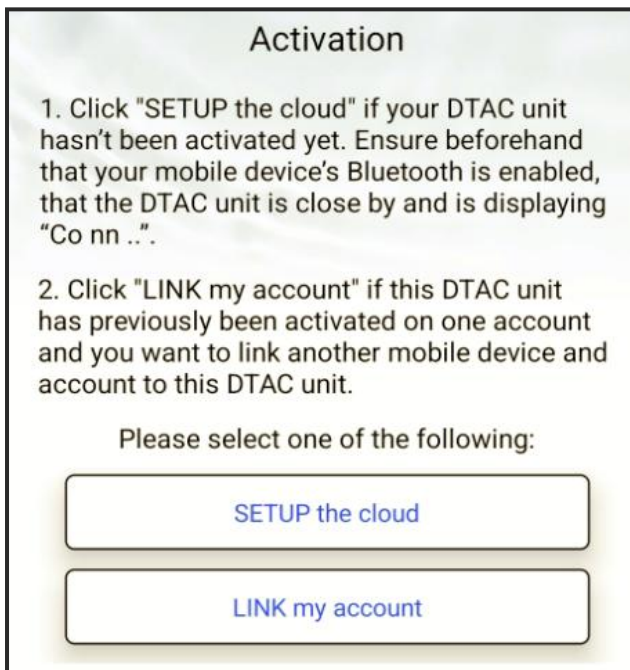 Activation
1. Click "SETUP the cloud" if your DTAC unit
hasn’t been activated yet. Ensure beforehand
that your mobile device’s Bluetooth is enabled,
that the DTAC unit is close by and is displaying
“Co nn ..”.
2. Click "LINK my account" if this DTAC unit
has previously been activated on one account
and you want to link another mobile device and
account to this DTAC unit.
Please select one of the following:
SETUP the cloud
LINK my account